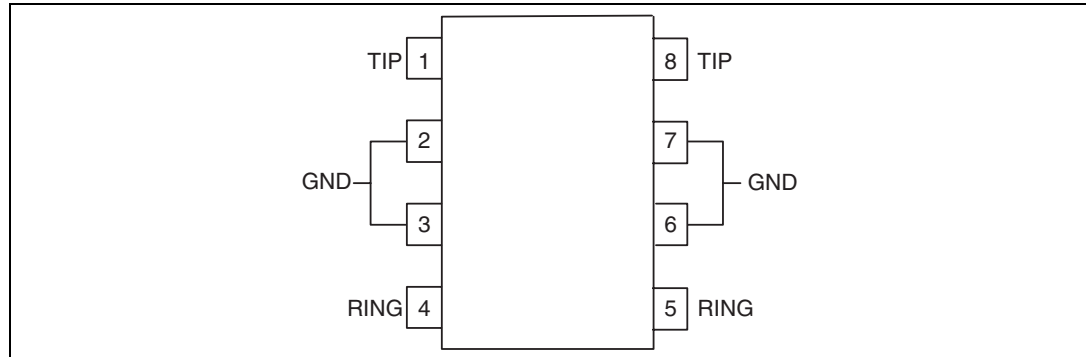 TIP 1 8 TIP
2 7
GND GND
3 6
RING 4 5 RING